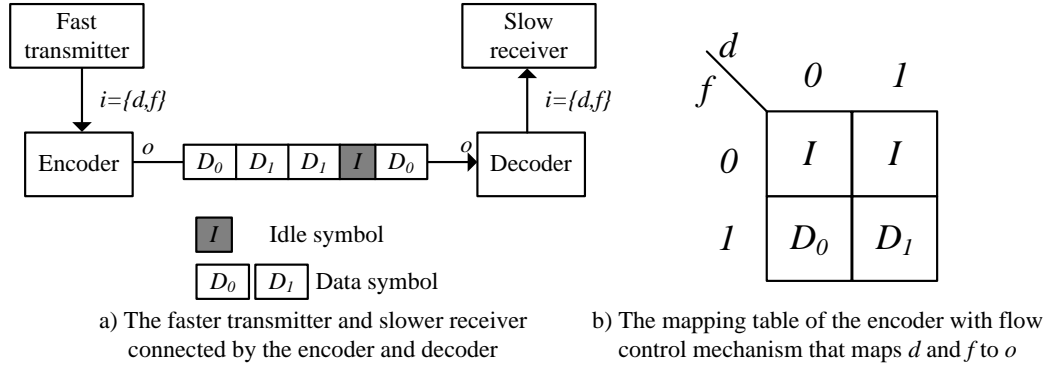 Fast
transmitter
Slow
receiver
i={d,f}
i={d,f}
Encoder
o
D0 D1 D1 I D0
o
Decoder
I Idle symbol
D0 D1 Data symbol
a) The faster transmitter and slower receiver
connected by the encoder and decoder
d
f
0 1
0 I I
1 D0 D1
b) The mapping table of the encoder with flow
control mechanism that maps d and f to o